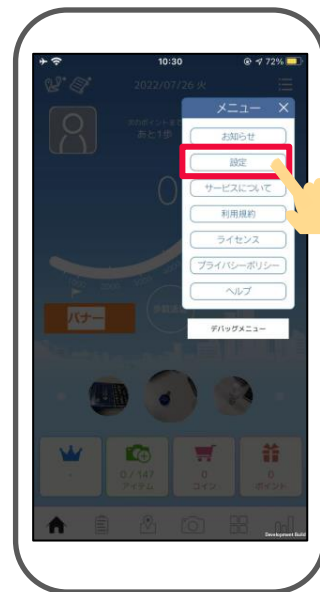 10:30
72%
2022/07/26 火
メニュー ×
あと1歩
お知らせ
設定
0
サービスについて
利用規約
ライセンス
プライバシーポリシー
ヘルプ
バナー
デバッグメニュー
-
0 / 147
アイテム
0
コイン
0
ポイント
Development Build